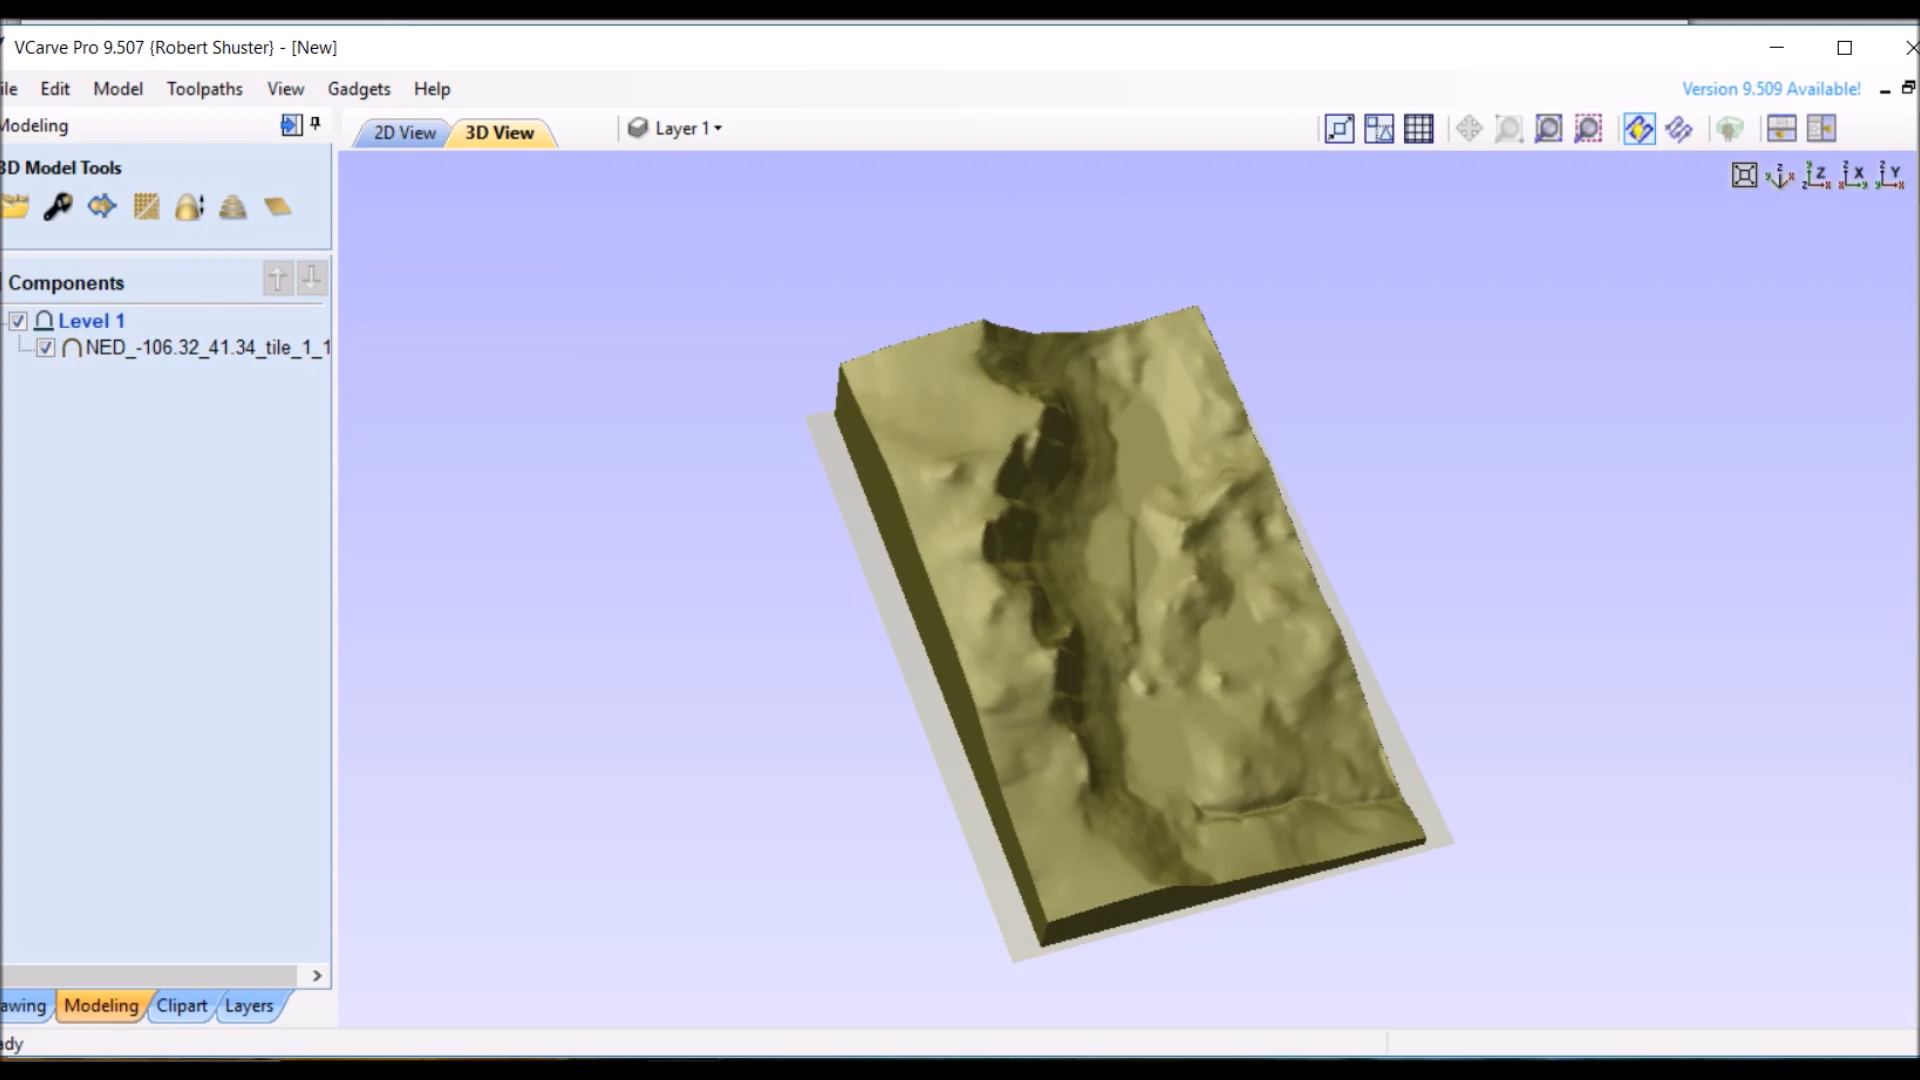 VCarve Pro 9.507 {Robert Shuster} - [New]
ile Edit Model Toolpaths View Gadgets Help Version 9.509 Available!
Modeling
2D View 3D View Layer 1
3D Model Tools
z y x y z x z X x y z Y y x
Components
Level 1
NED_-106.32_41.34_tile_1_1
awing Modeling Clipart Layers
ady